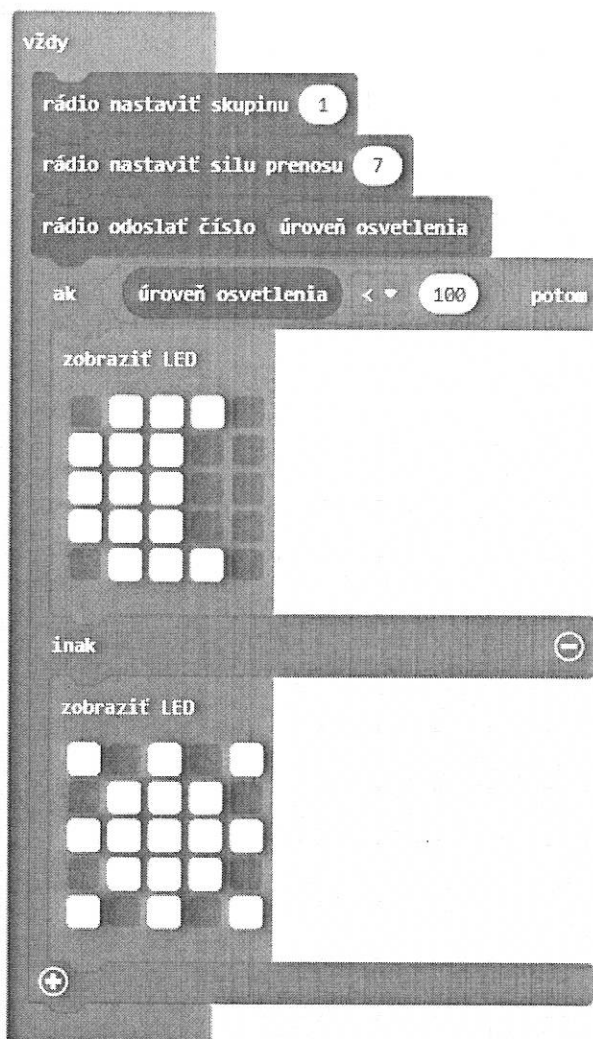 vždy
rádio nastaviť skupinu 1
rádio nastaviť silu prenosu 7
rádio odoslať číslo úroveň osvetlenia
ak úroveň osvetlenia < 100 potom
zobraziť LED
inak
zobraziť LED